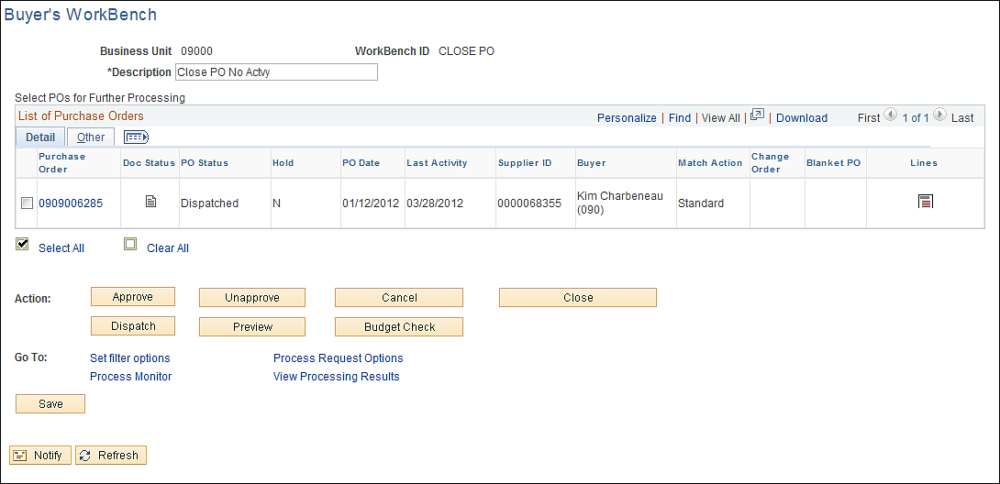 Buyer's WorkBench
Business Unit 09000 WorkBench ID CLOSE PO
*Description Close PO No Actvy
Select POs for Further Processing
List of Purchase Orders Personalize | Find | View All | | Download First 1 of 1 Last
Detail Other
Purchase Order Doc Status PO Status Hold PO Date Last Activity Supplier ID Buyer Match Action Change Order Blanket PO Lines
0909006285 Dispatched N 01/12/2012 03/28/2012 0000068355 Kim Charbeneau (090) Standard
Select All Clear All
Action: Approve Unapprove Cancel Close
Dispatch Preview Budget Check
Go To: Set filter options Process Request Options
Process Monitor View Processing Results
Save
Notify Refresh